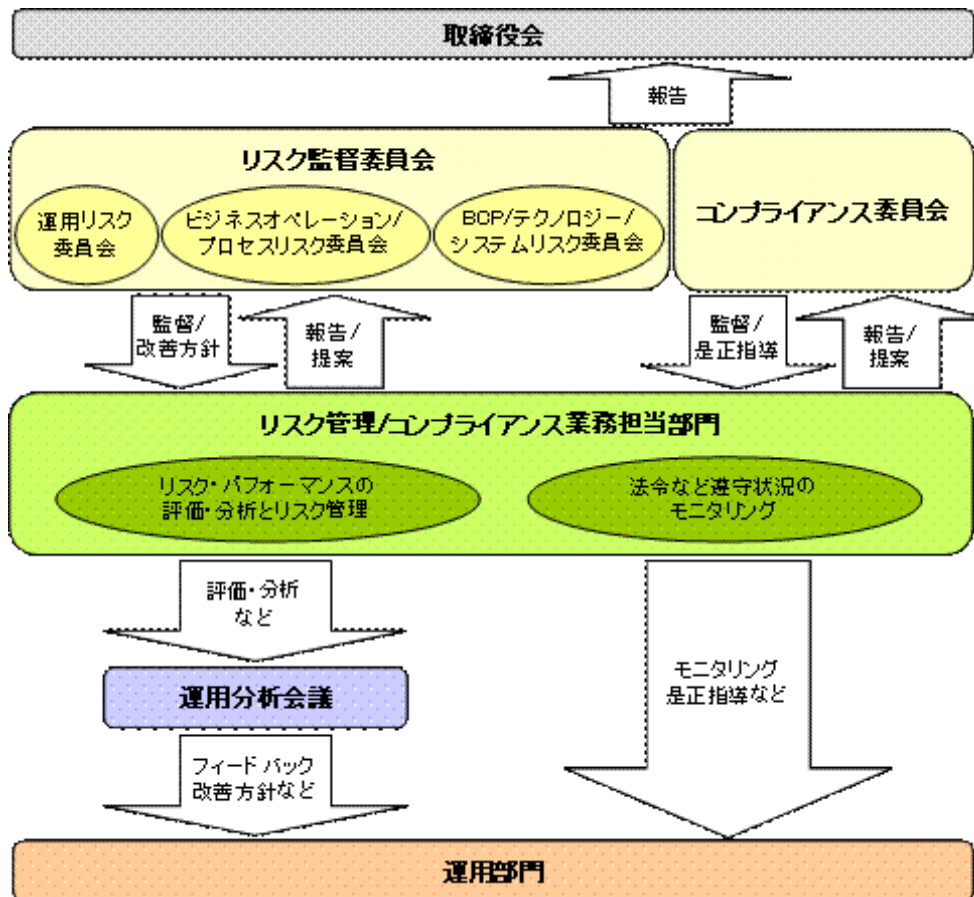 取締役会
報告
リスク監督委員会
運用リスク
委員会
ビジネスオペレーション/
プロセスリスク委員会
BCP/テクノロジー/
システムリスク委員会
コンプライアンス委員会
監督/
改善方針
報告/
提案
監督/
是正指導
報告/
提案
リスク管理/コンプライアンス業務担当部門
リスク・パフォーマンスの
評価・分析とリスク管理
法令など遵守状況の
モニタリング
評価・分析
など
運用分析会議
モニタリング
是正指導など
フィードバック
改善方針など
運用部門